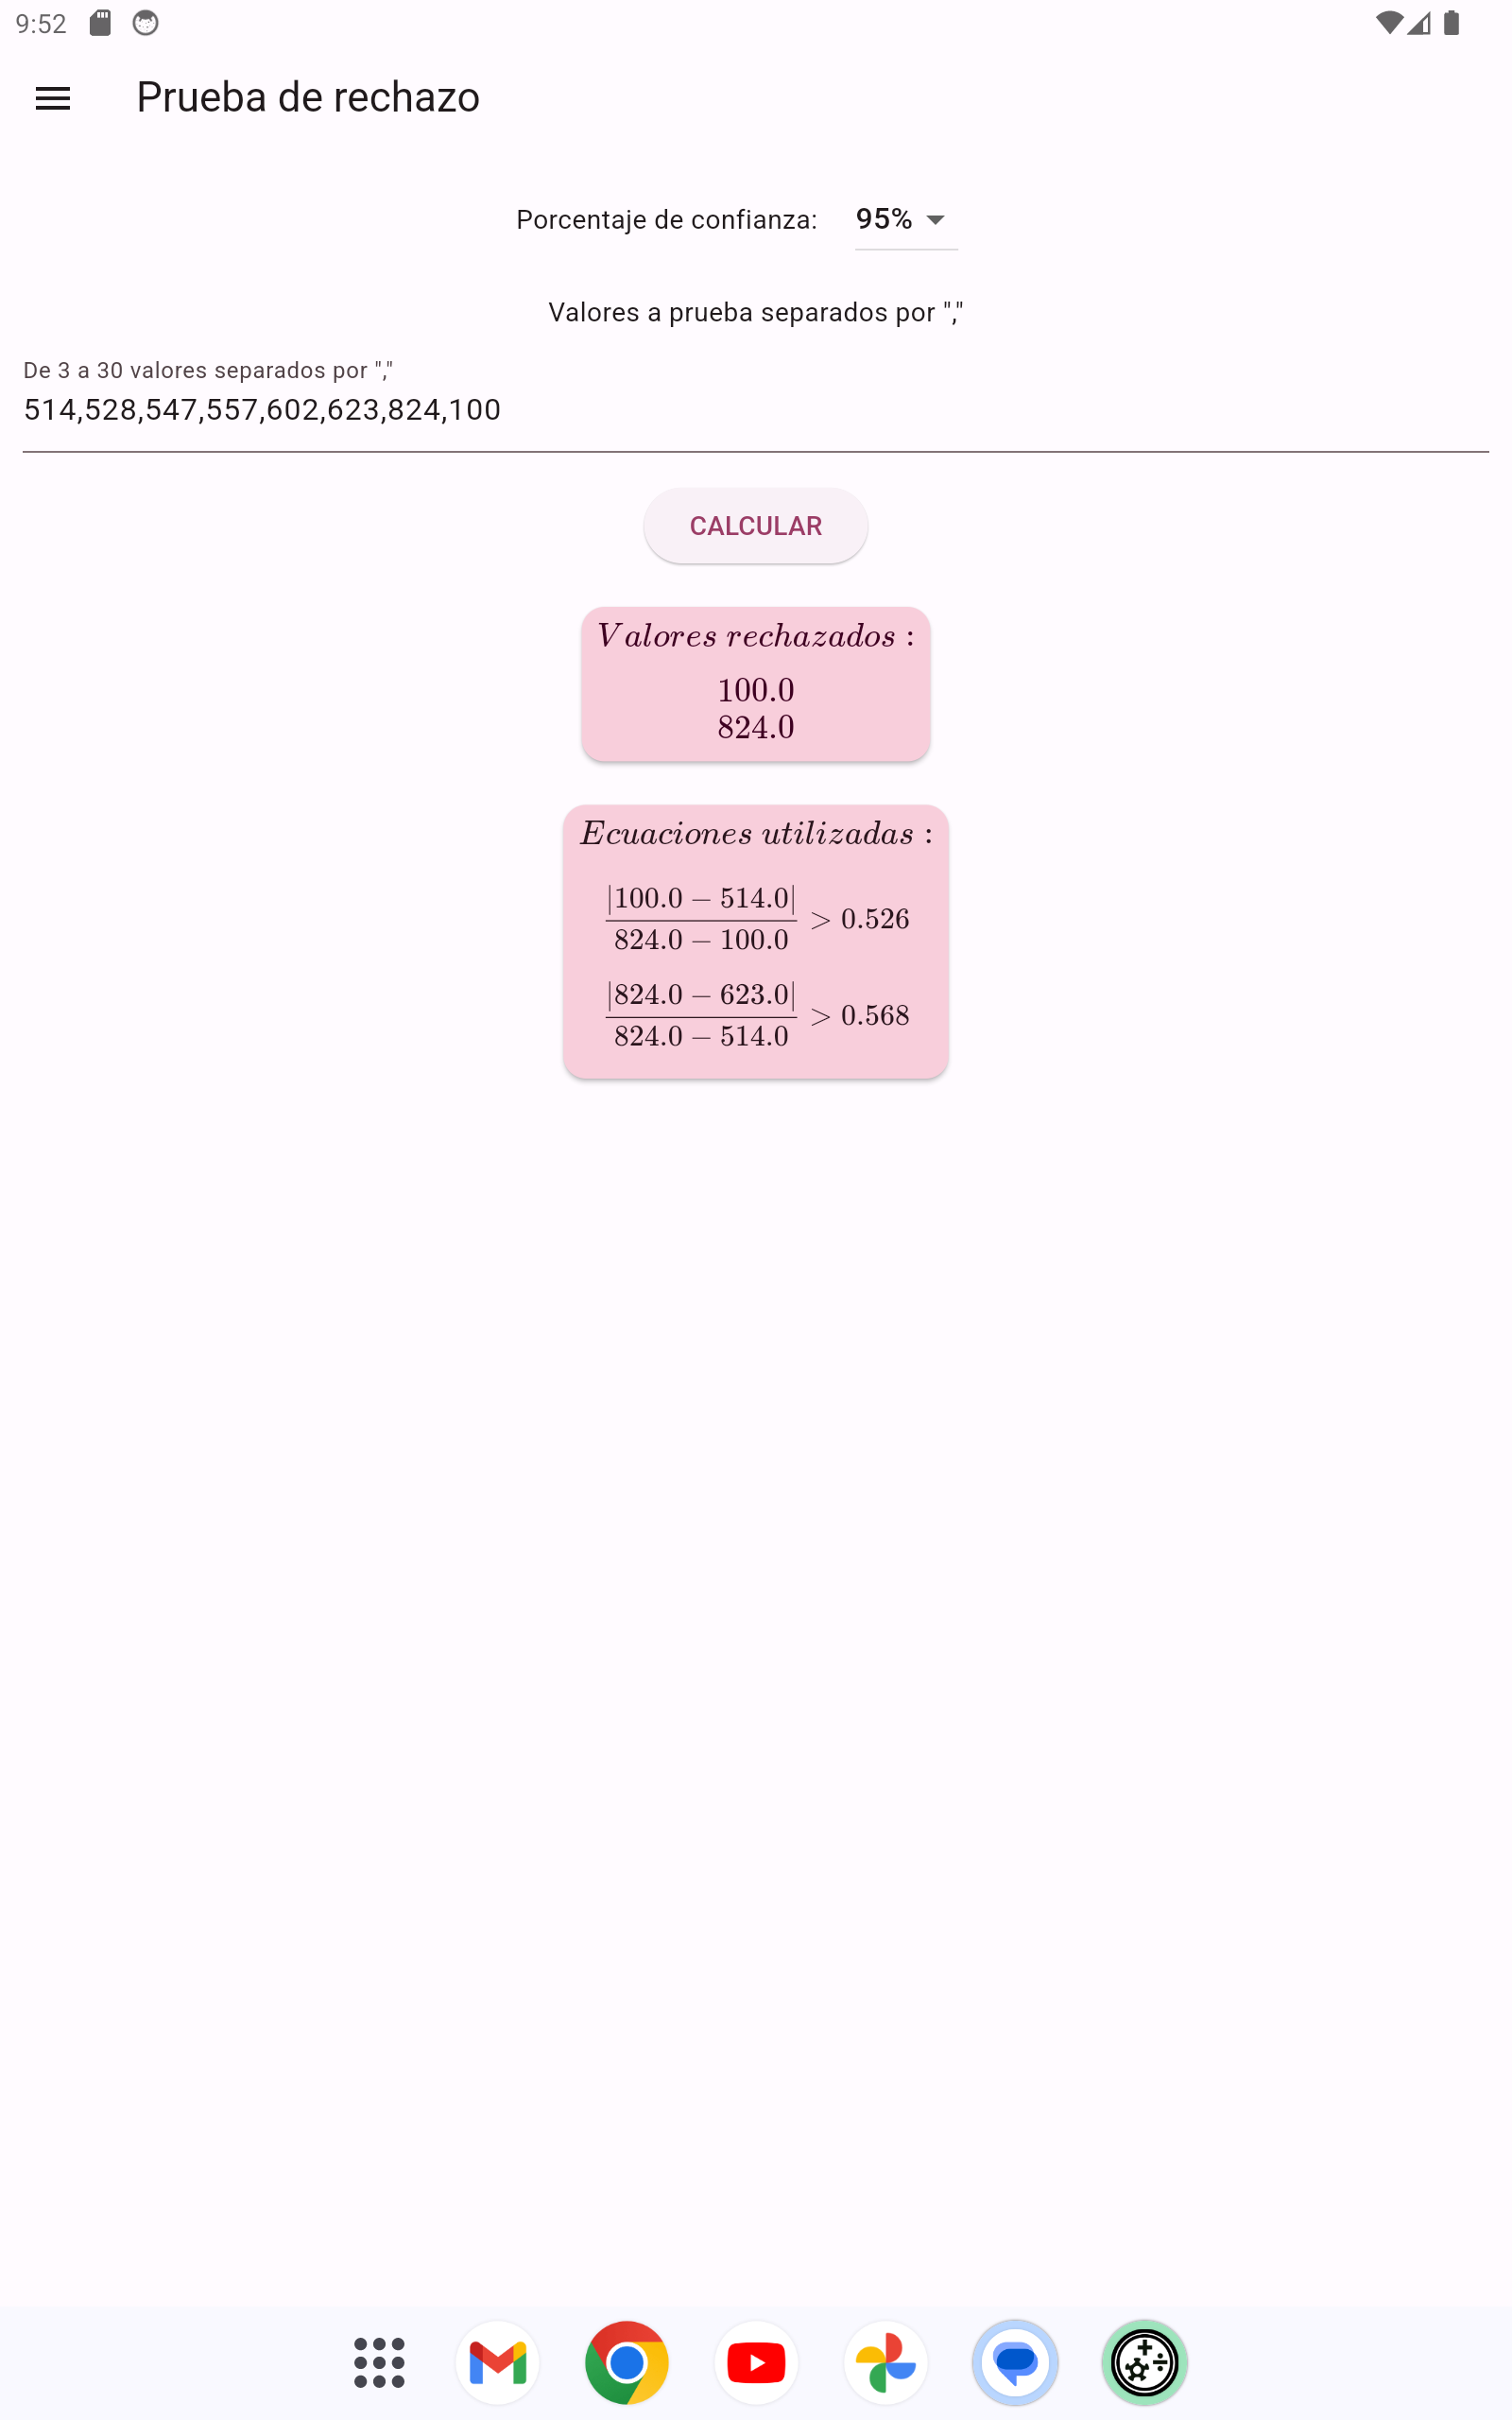 9:52
Prueba de rechazo
Porcentaje de confianza: 95%
Valores a prueba separados por ","
De 3 a 30 valores separados por ","
514,528,547,557,602,623,824,100
CALCULAR
Valores rechazados :
100.0
824.0
Ecuaciones utilizadas :
|100.0 − 514.0|
824.0 − 100.0
> 0.526
|824.0 − 623.0|
824.0 − 514.0
> 0.568